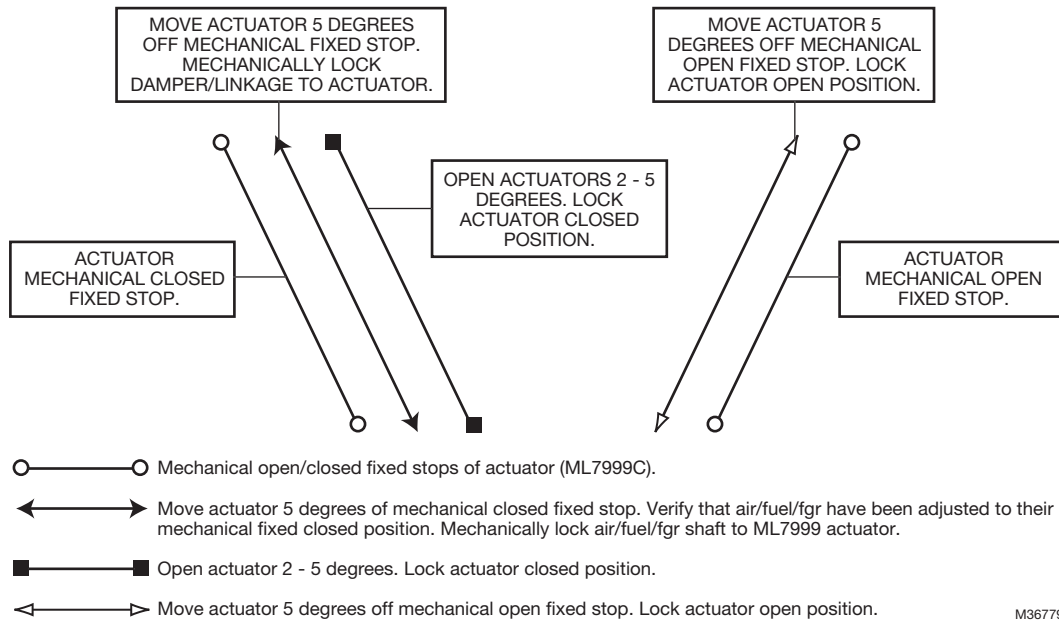 MOVE ACTUATOR 5 DEGREES
OFF MECHANICAL FIXED STOP.
MECHANICALLY LOCK
DAMPER/LINKAGE TO ACTUATOR.
MOVE ACTUATOR 5
DEGREES OFF MECHANICAL
OPEN FIXED STOP. LOCK
ACTUATOR OPEN POSITION.
OPEN ACTUATORS 2 - 5
DEGREES. LOCK
ACTUATOR CLOSED
POSITION.
ACTUATOR
MECHANICAL CLOSED
FIXED STOP.
ACTUATOR
MECHANICAL OPEN
FIXED STOP.
Mechanical open/closed fixed stops of actuator (ML7999C).
Move actuator 5 degrees of mechanical closed fixed stop. Verify that air/fuel/fgr have been adjusted to their
mechanical fixed closed position. Mechanically lock air/fuel/fgr shaft to ML7999 actuator.
Open actuator 2 - 5 degrees. Lock actuator closed position.
Move actuator 5 degrees off mechanical open fixed stop. Lock actuator open position.
M36779